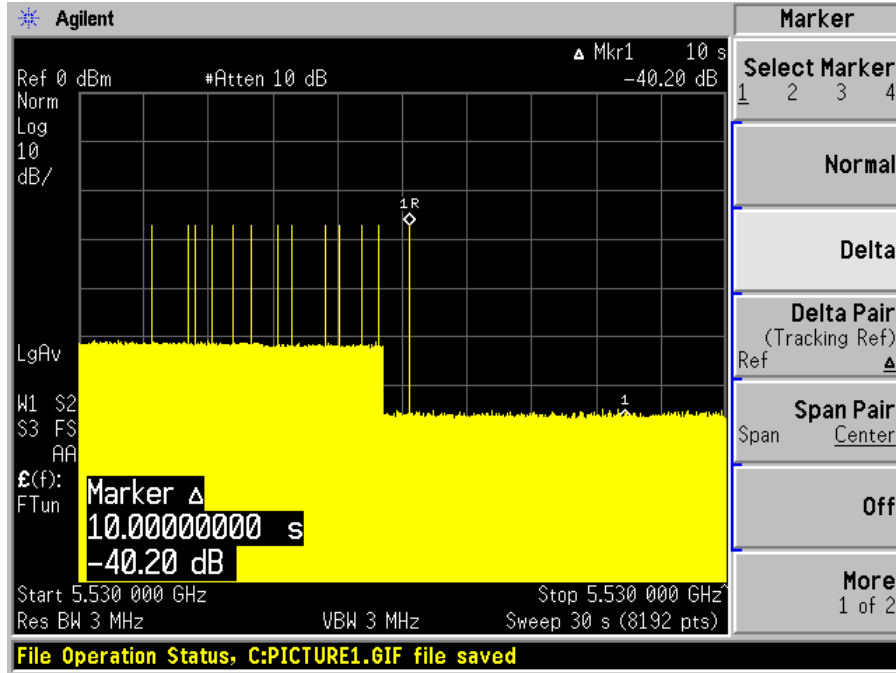 Agilent
Marker
Δ Mkr1 10 s
Ref 0 dBm #Atten 10 dB -40.20 dB
Norm
Log
10
dB/
1R
LgAv
1
W1 S2
S3 FS
AA
£(f):
FTun
Marker Δ
10.00000000 s
-40.20 dB
Start 5.530 000 GHz Stop 5.530 000 GHz^
Res BW 3 MHz VBW 3 MHz Sweep 30 s (8192 pts)
File Operation Status, C:PICTURE1.GIF file saved
Select Marker
1 2 3 4
Normal
Delta
Delta Pair
(Tracking Ref)
Ref Δ
Span Pair
Span Center
Off
More
1 of 2